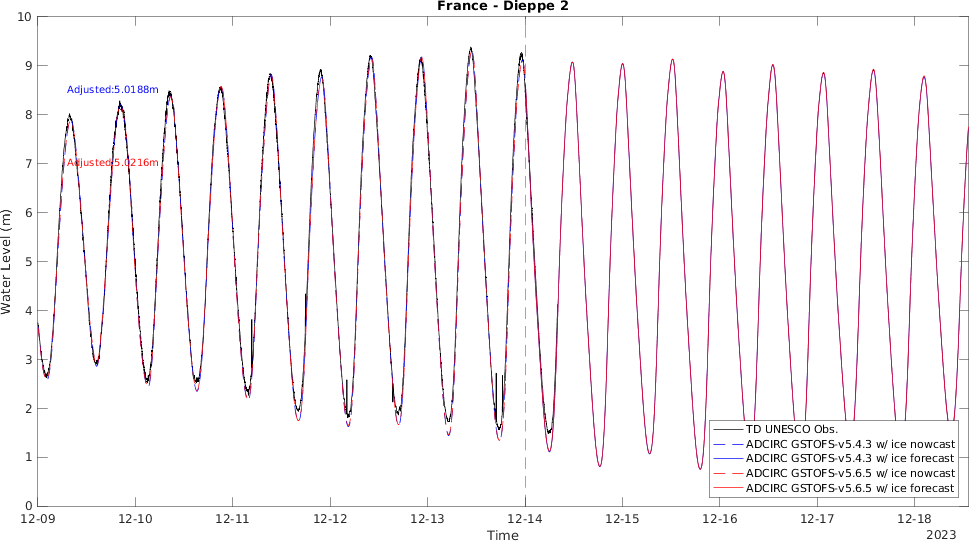 France - Dieppe 2
10
9
8
7
6
5
4
3
2
1
0
Water Level (m)
Adjusted:5.0188m
Adjusted:5.0216m
TD UNESCO Obs.
ADCIRC GSTOFS-v5.4.3 w/ ice nowcast
ADCIRC GSTOFS-v5.4.3 w/ ice forecast
ADCIRC GSTOFS-v5.6.5 w/ ice nowcast
ADCIRC GSTOFS-v5.6.5 w/ ice forecast
12-09 12-10 12-11 12-12 12-13 12-14 12-15 12-16 12-17 12-18
Time
2023